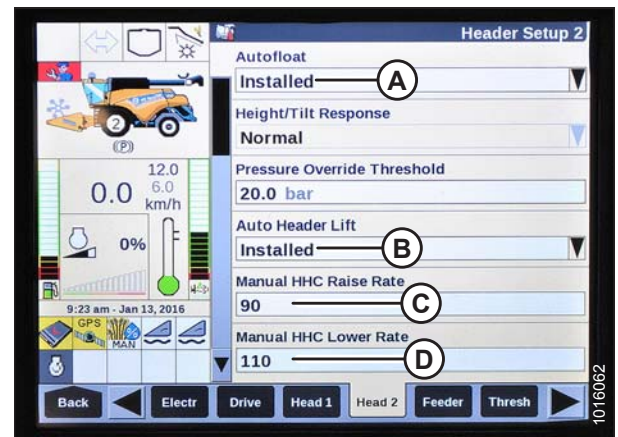 Header Setup 2
Autofloat
Installed
A
Height/Tilt Response
Normal
Pressure Override Threshold
20.0 bar
Auto Header Lift
Installed
B
Manual HHC Raise Rate
90
C
Manual HHC Lower Rate
110
D
2
(P)
12.0
0.0
6.0
km/h
0%
F
9:23 am - Jan 13, 2016
GPS
MAN
%
Back
Electr
Drive
Head 1
Head 2
Feeder
Thresh
1016062